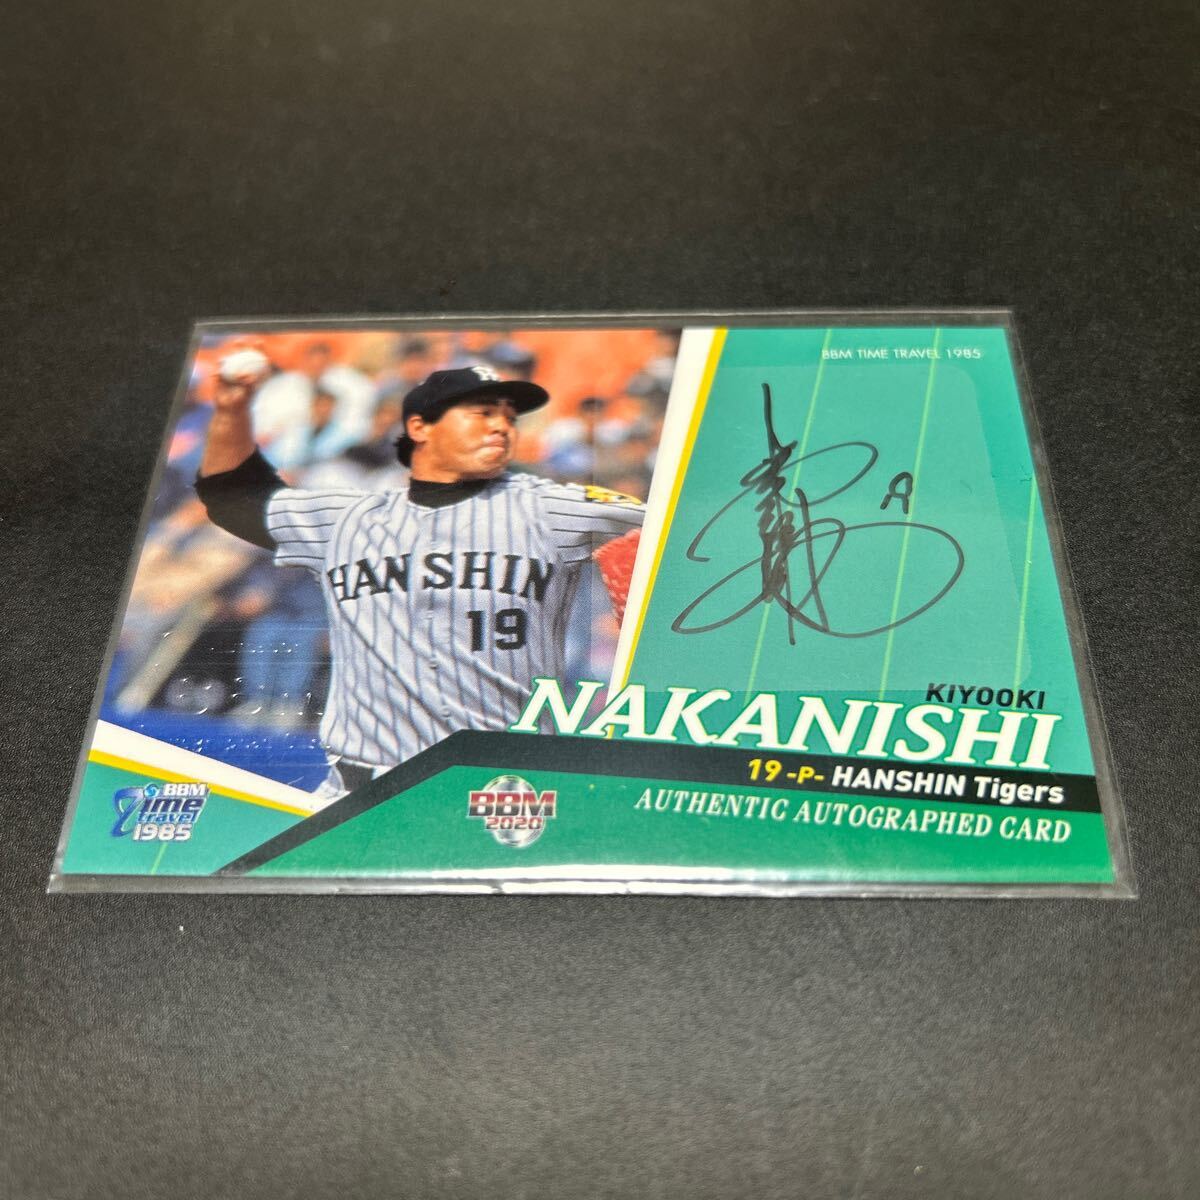 BBM TIME TRAVEL 1985
HANSHIN
19
KIYOOKI
NAKANISHI
19 -P- HANSHIN Tigers
AUTHENTIC AUTOGRAPHED CARD
BBM
Time
travel
1985
BBM
2020